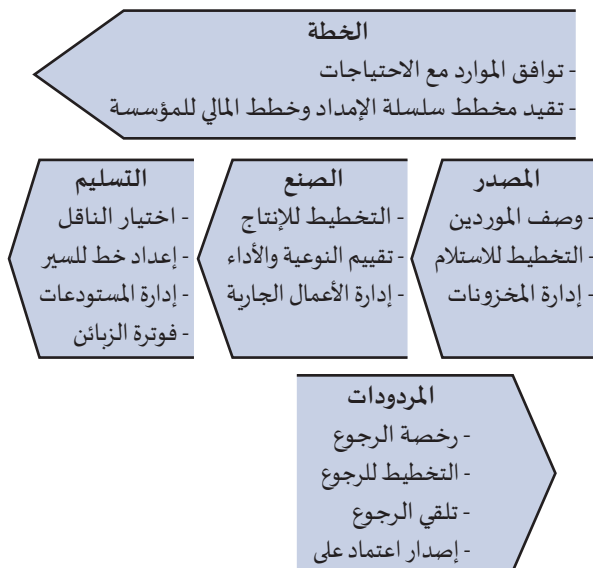 الخطة
- توافق الموارد مع الاحتياجات
- تقيد مخطط سلسلة الإمداد وخطط المالي للمؤسسة
المصدر
- وصف الموردين
- التخطيط للاستلام
- إدارة المخزونات
الصنع
- التخطيط للإنتاج
- تقييم النوعية والأداء
- إدارة الأعمال الجارية
التسليم
- اختيار الناقل
- إعداد خط للسير
- إدارة المستودعات
- فوترة الزبائن
المردودات
- رخصة الرجوع
- التخطيط للرجوع
- تلقي الرجوع
- إصدار اعتماد على